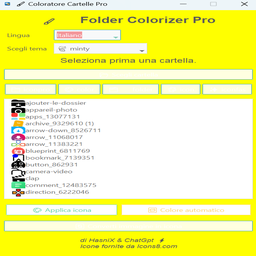 Coloratore Cartelle Pro
Folder Colorizer Pro
Lingua
Italiano
Scegli tema
minty
Seleziona prima una cartella.
ajouter-le-dossier
appareil-photo
apps_13077131
archive_9329610 (1)
arrow-down_8526711
arrow_11068017
arrow_11383221
blueprint_6811769
bookmark_7139351
button_862931
camera-video
clap
comment_12483575
direction_6222046
Applica icona
Colore automatico
di HaanIX & ChatGpt
Icone fornite da Icons8.com